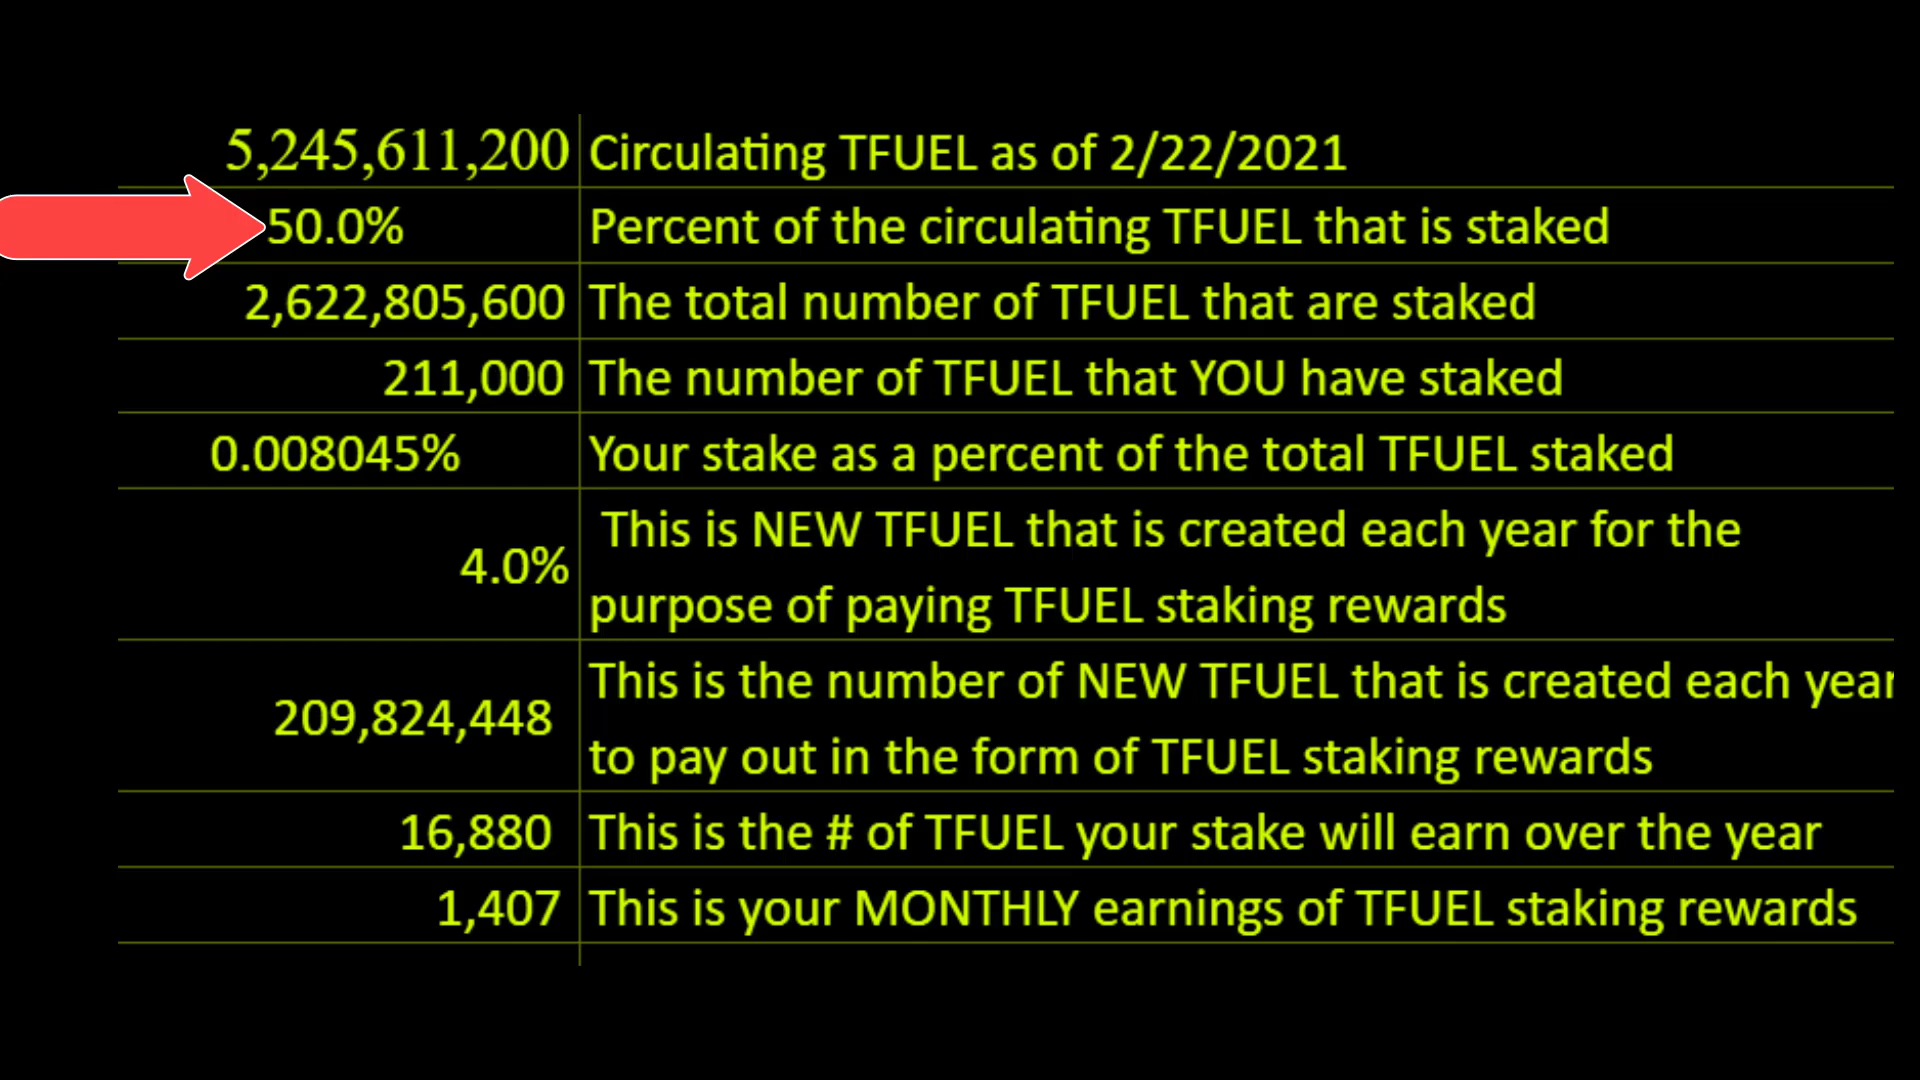 5,245,611,200 Circulating TFUEL as of 2/22/2021
50.0% Percent of the circulating TFUEL that is staked
2,622,805,600 The total number of TFUEL that are staked
211,000 The number of TFUEL that YOU have staked
0.008045% Your stake as a percent of the total TFUEL staked
4.0% This is NEW TFUEL that is created each year for the
purpose of paying TFUEL staking rewards
209,824,448 This is the number of NEW TFUEL that is created each year
to pay out in the form of TFUEL staking rewards
16,880 This is the # of TFUEL your stake will earn over the year
1,407 This is your MONTHLY earnings of TFUEL staking rewards